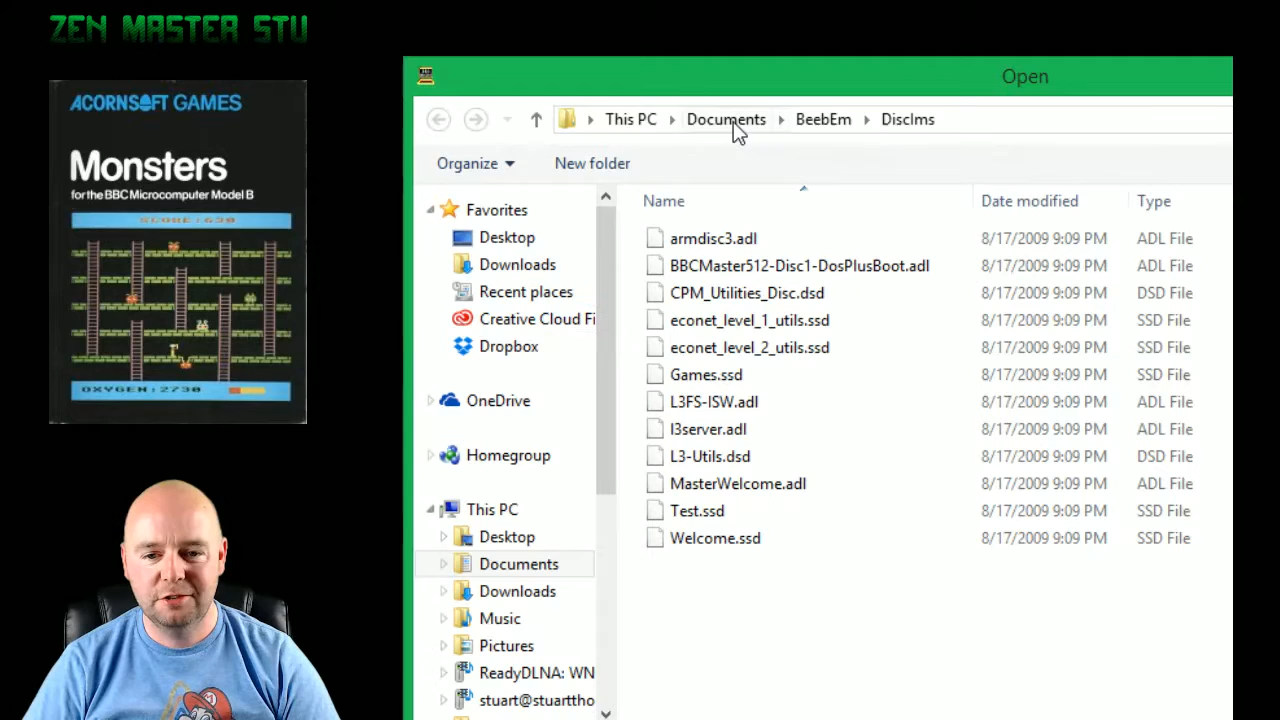 ZEN MASTER STU
ACORNSOFT GAMES
Monsters
for the BBC Microcomputer Model B
SCORE:630
OXYGEN:2730
Open
This PC Documents BeebEm DiscIms
Organize New folder
Name Date modified Type
Favorites
Desktop
Downloads
Recent places
Creative Cloud Fi
Dropbox
OneDrive
Homegroup
This PC
Desktop
Documents
Downloads
Music
Pictures
ReadyDLNA: WN
stuart@stuarttho
armdisc3.adl 8/17/2009 9:09 PM ADL File
BBCMaster512-Disc1-DosPlusBoot.adl 8/17/2009 9:09 PM ADL File
CPM_Utilities_Disc.dsd 8/17/2009 9:09 PM DSD File
econet_level_1_utils.ssd 8/17/2009 9:09 PM SSD File
econet_level_2_utils.ssd 8/17/2009 9:09 PM SSD File
Games.ssd 8/17/2009 9:09 PM SSD File
L3FS-ISW.adl 8/17/2009 9:09 PM ADL File
l3server.adl 8/17/2009 9:09 PM ADL File
L3-Utils.dsd 8/17/2009 9:09 PM DSD File
MasterWelcome.adl 8/17/2009 9:09 PM ADL File
Test.ssd 8/17/2009 9:09 PM SSD File
Welcome.ssd 8/17/2009 9:09 PM SSD File